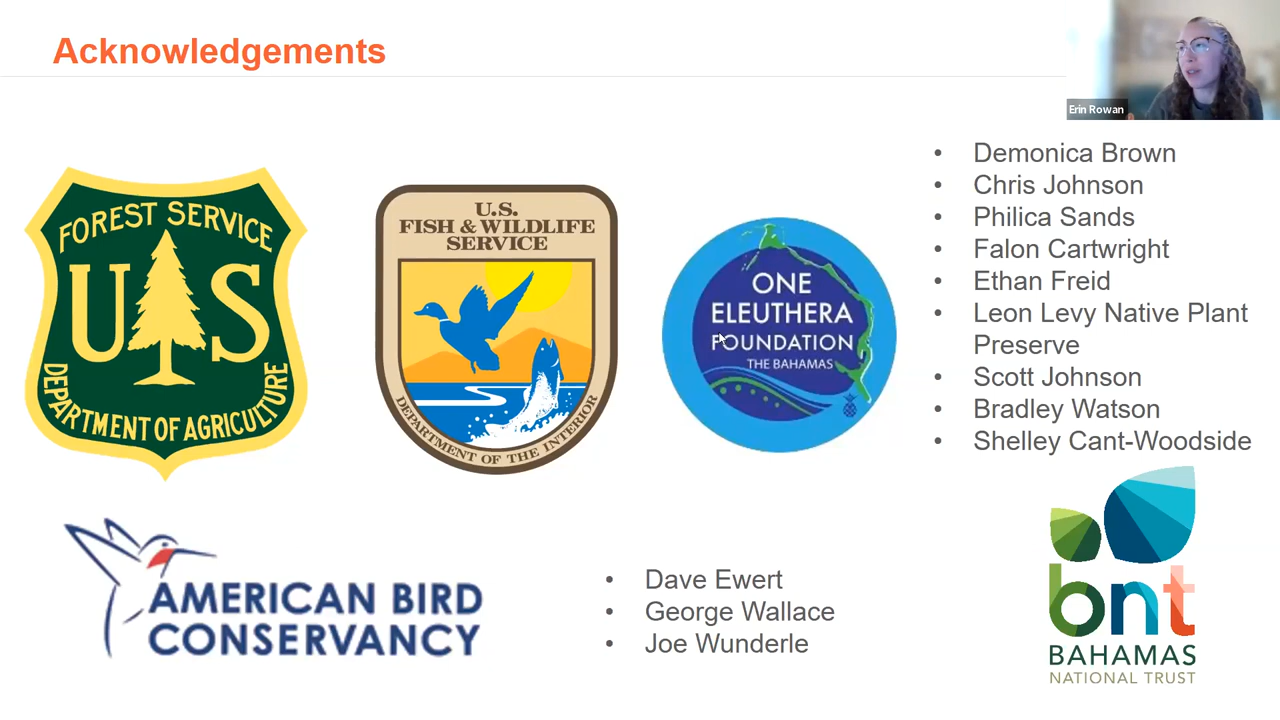 Acknowledgements
Erin Rowan
• Demonica Brown
• Chris Johnson
• Philica Sands
• Falon Cartwright
• Ethan Freid
• Leon Levy Native Plant
Preserve
• Scott Johnson
• Bradley Watson
• Shelley Cant-Woodside
FOREST SERVICE
U S
DEPARTMENT OF AGRICULTURE
U.S.
FISH & WILDLIFE
SERVICE
DEPARTMENT OF THE INTERIOR
ONE
ELEUTHERA
FOUNDATION
THE BAHAMAS
AMERICAN BIRD
CONSERVANCY
• Dave Ewert
• George Wallace
• Joe Wunderle
bnt
BAHAMAS
NATIONAL TRUST